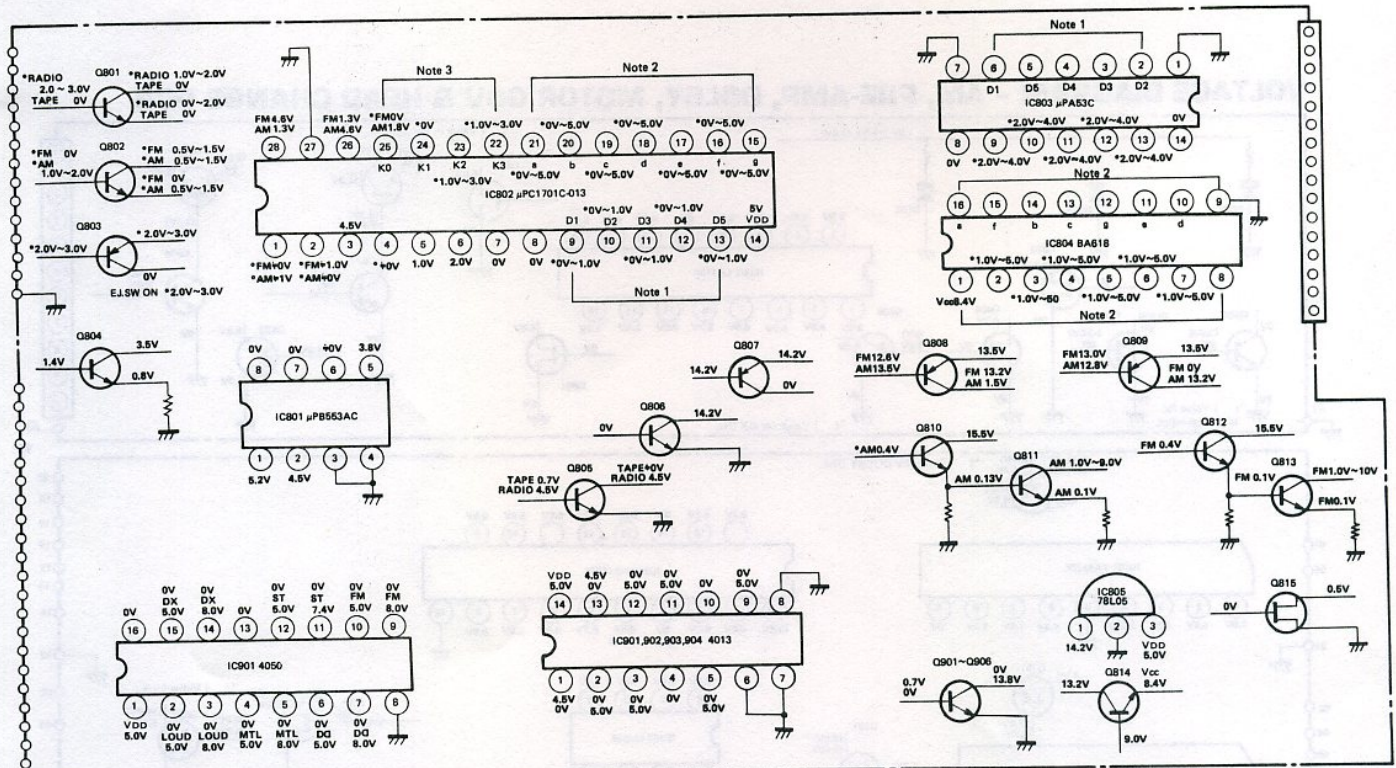 Q801
*RADIO 2.0~3.0V
TAPE 0V
*RADIO 1.0V~2.0V
TAPE 0V
*RADIO 0V~2.0V
TAPE 0V
Q802
*FM 0V
*AM 1.0V~2.0V
*FM 0.5V~1.5V
*AM 0.5V~1.5V
*FM 0V
*AM 0.5V~1.5V
Q803
*2.0V~3.0V
*2.0V~3.0V
0V
EJ.SW ON *2.0V~3.0V
Q804
1.4V
3.5V
0.8V
Note 3
Note 2
FM4.6V
AM1.3V
FM1.3V
AM4.6V
*FM0V
AM1.8V
*0V
*1.0V~3.0V
*0V~5.0V
*0V~5.0V
*0V~5.0V
28 27 26 25 24 23 22 21 20 19 18 17 16 15
K0 K1 K2 K3 a b c d e f g
*1.0V~3.0V
*0V~5.0V
*0V~5.0V
*0V~5.0V
*0V~5.0V
IC802 μPC1701C-013
4.5V
*0V~1.0V
*0V~1.0V
5V
D1 D2 D3 D4 D5 VDD
1 2 3 4 5 6 7 8 9 10 11 12 13 14
*FM÷0V
*AM÷1V
*FM÷1.0V
*AM÷0V
*÷0V
1.0V
2.0V
0V
0V
*0V~1.0V
*0V~1.0V
*0V~1.0V
Note 1
Note 1
7 6 5 4 3 2 1
D1 D5 D4 D3 D2
IC803 μPA53C
*2.0V~4.0V
*2.0V~4.0V
0V
8 9 10 11 12 13 14
0V
*2.0V~4.0V
*2.0V~4.0V
*2.0V~4.0V
Note 2
16 15 14 13 12 11 10 9
a f b c g e d
IC804 BA618
*1.0V~5.0V
*1.0V~5.0V
*1.0V~5.0V
1 2 3 4 5 6 7 8
Vcc8.4V
*1.0V~50
*1.0V~5.0V
*1.0V~5.0V
Note 2
0V 0V ÷0V 3.8V
8 7 6 5
IC801 μPB553AC
1 2 3 4
5.2V 4.5V
Q807
14.2V
14.2V
0V
Q806
0V
14.2V
Q805
TAPE 0.7V
RADIO 4.5V
TAPE÷0V
RADIO 4.5V
Q808
FM12.6V
AM13.5V
13.5V
FM 13.2V
AM 1.5V
Q809
FM13.0V
AM12.8V
13.5V
FM 0V
AM 13.2V
Q810
*AM0.4V
15.5V
Q811
AM 0.13V
AM 1.0V~9.0V
AM 0.1V
Q812
FM 0.4V
15.5V
Q813
FM 0.1V
FM1.0V~10V
FM0.1V
0V
0V DX 5.0V
0V DX 8.0V
0V
0V ST 5.0V
0V ST 7.4V
0V FM 5.0V
0V FM 8.0V
16 15 14 13 12 11 10 9
IC901 4050
1 2 3 4 5 6 7 8
VDD 5.0V
0V LOUD 5.0V
0V LOUD 8.0V
0V MTL 5.0V
0V MTL 8.0V
0V DD 5.0V
0V DD 8.0V
VDD 5.0V
4.5V 0V
0V 5.0V
0V 5.0V
0V
0V 5.0V
14 13 12 11 10 9 8
IC901,902,903,904 4013
1 2 3 4 5 6 7
4.5V 0V
0V 5.0V
0V 5.0V
0V
0V 5.0V
IC805
78L05
1 2 3
14.2V
VDD
5.0V
Q815
0V
0.5V
Q901~Q906
0.7V
0V
0V
13.8V
Q814
13.2V
Vcc
8.4V
9.0V